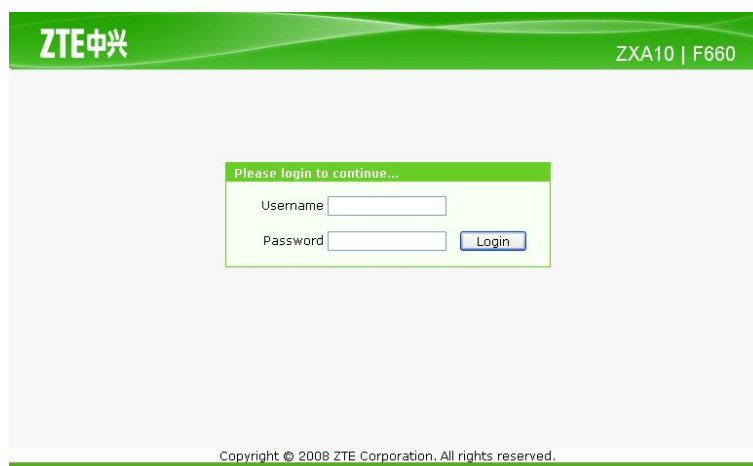 ZTE中兴
ZXA10 | F660
Please login to continue...
Username
Password
Login
Copyright © 2008 ZTE Corporation. All rights reserved.